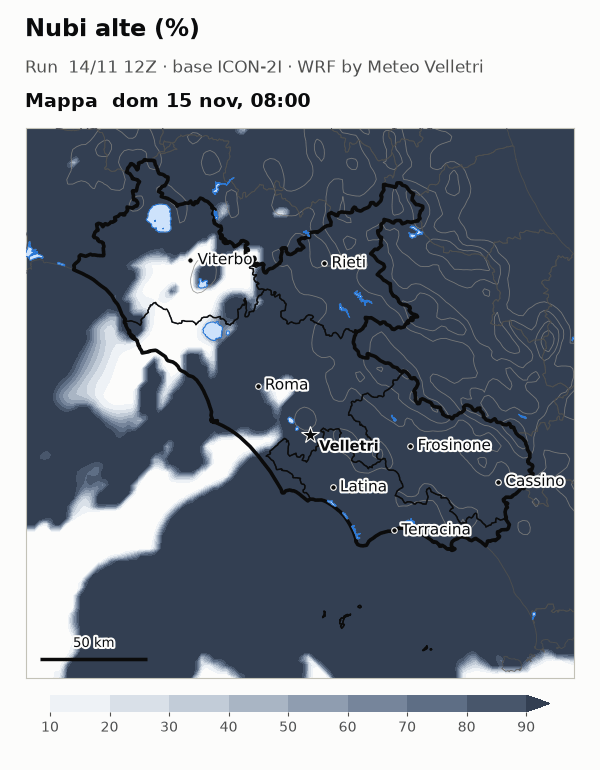 Nubi alte (%)
Run  14/11 12Z · base ICON-2I · WRF by Meteo Velletri
Mappa  dom 15 nov, 08:00
Viterbo
Rieti
Roma
Velletri
Frosinone
Cassino
Latina
Terracina
50 km
10 20 30 40 50 60 70 80 90